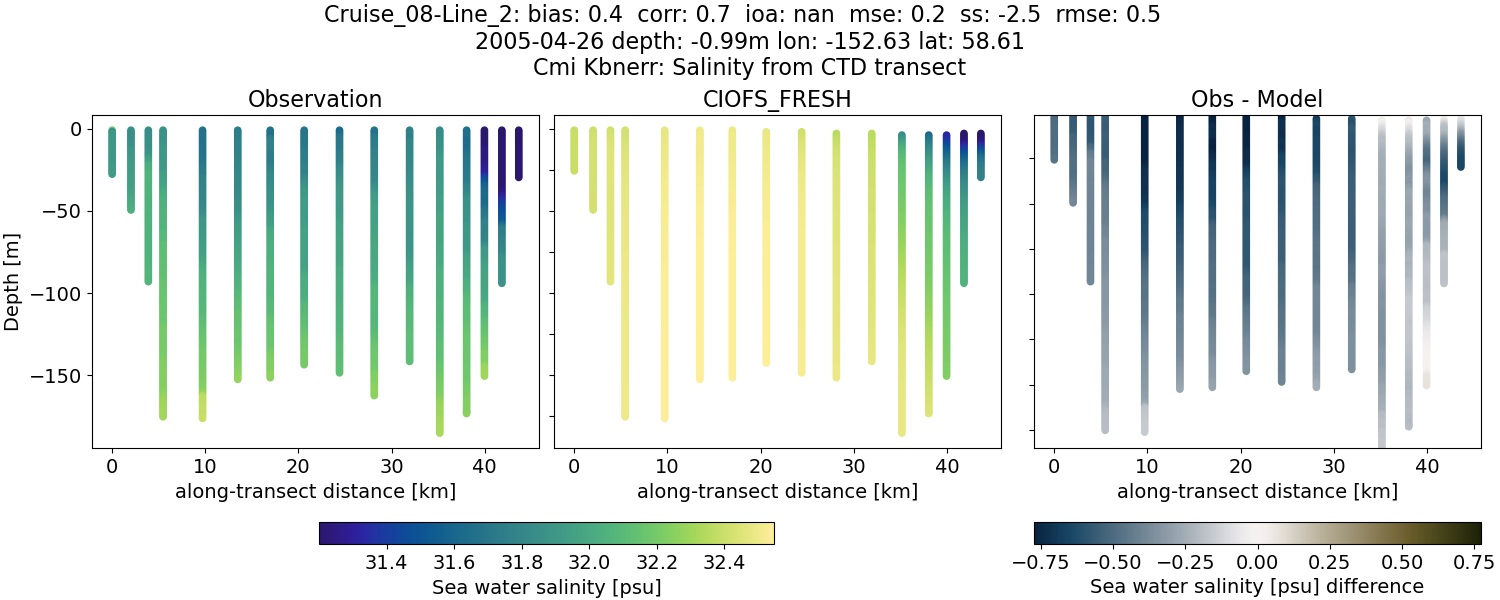 Cruise_08-Line_2: bias: 0.4  corr: 0.7  ioa: nan  mse: 0.2  ss: -2.5  rmse: 0.5
2005-04-26 depth: -0.99m lon: -152.63 lat: 58.61
Cmi Kbnerr: Salinity from CTD transect
Observation
CIOFS_FRESH
Obs - Model
Depth [m]
0
−50
−100
−150
0 10 20 30 40
0 10 20 30 40
0 10 20 30 40
along-transect distance [km]
along-transect distance [km]
along-transect distance [km]
31.4 31.6 31.8 32.0 32.2 32.4
Sea water salinity [psu]
−0.75 −0.50 −0.25 0.00 0.25 0.50 0.75
Sea water salinity [psu] difference